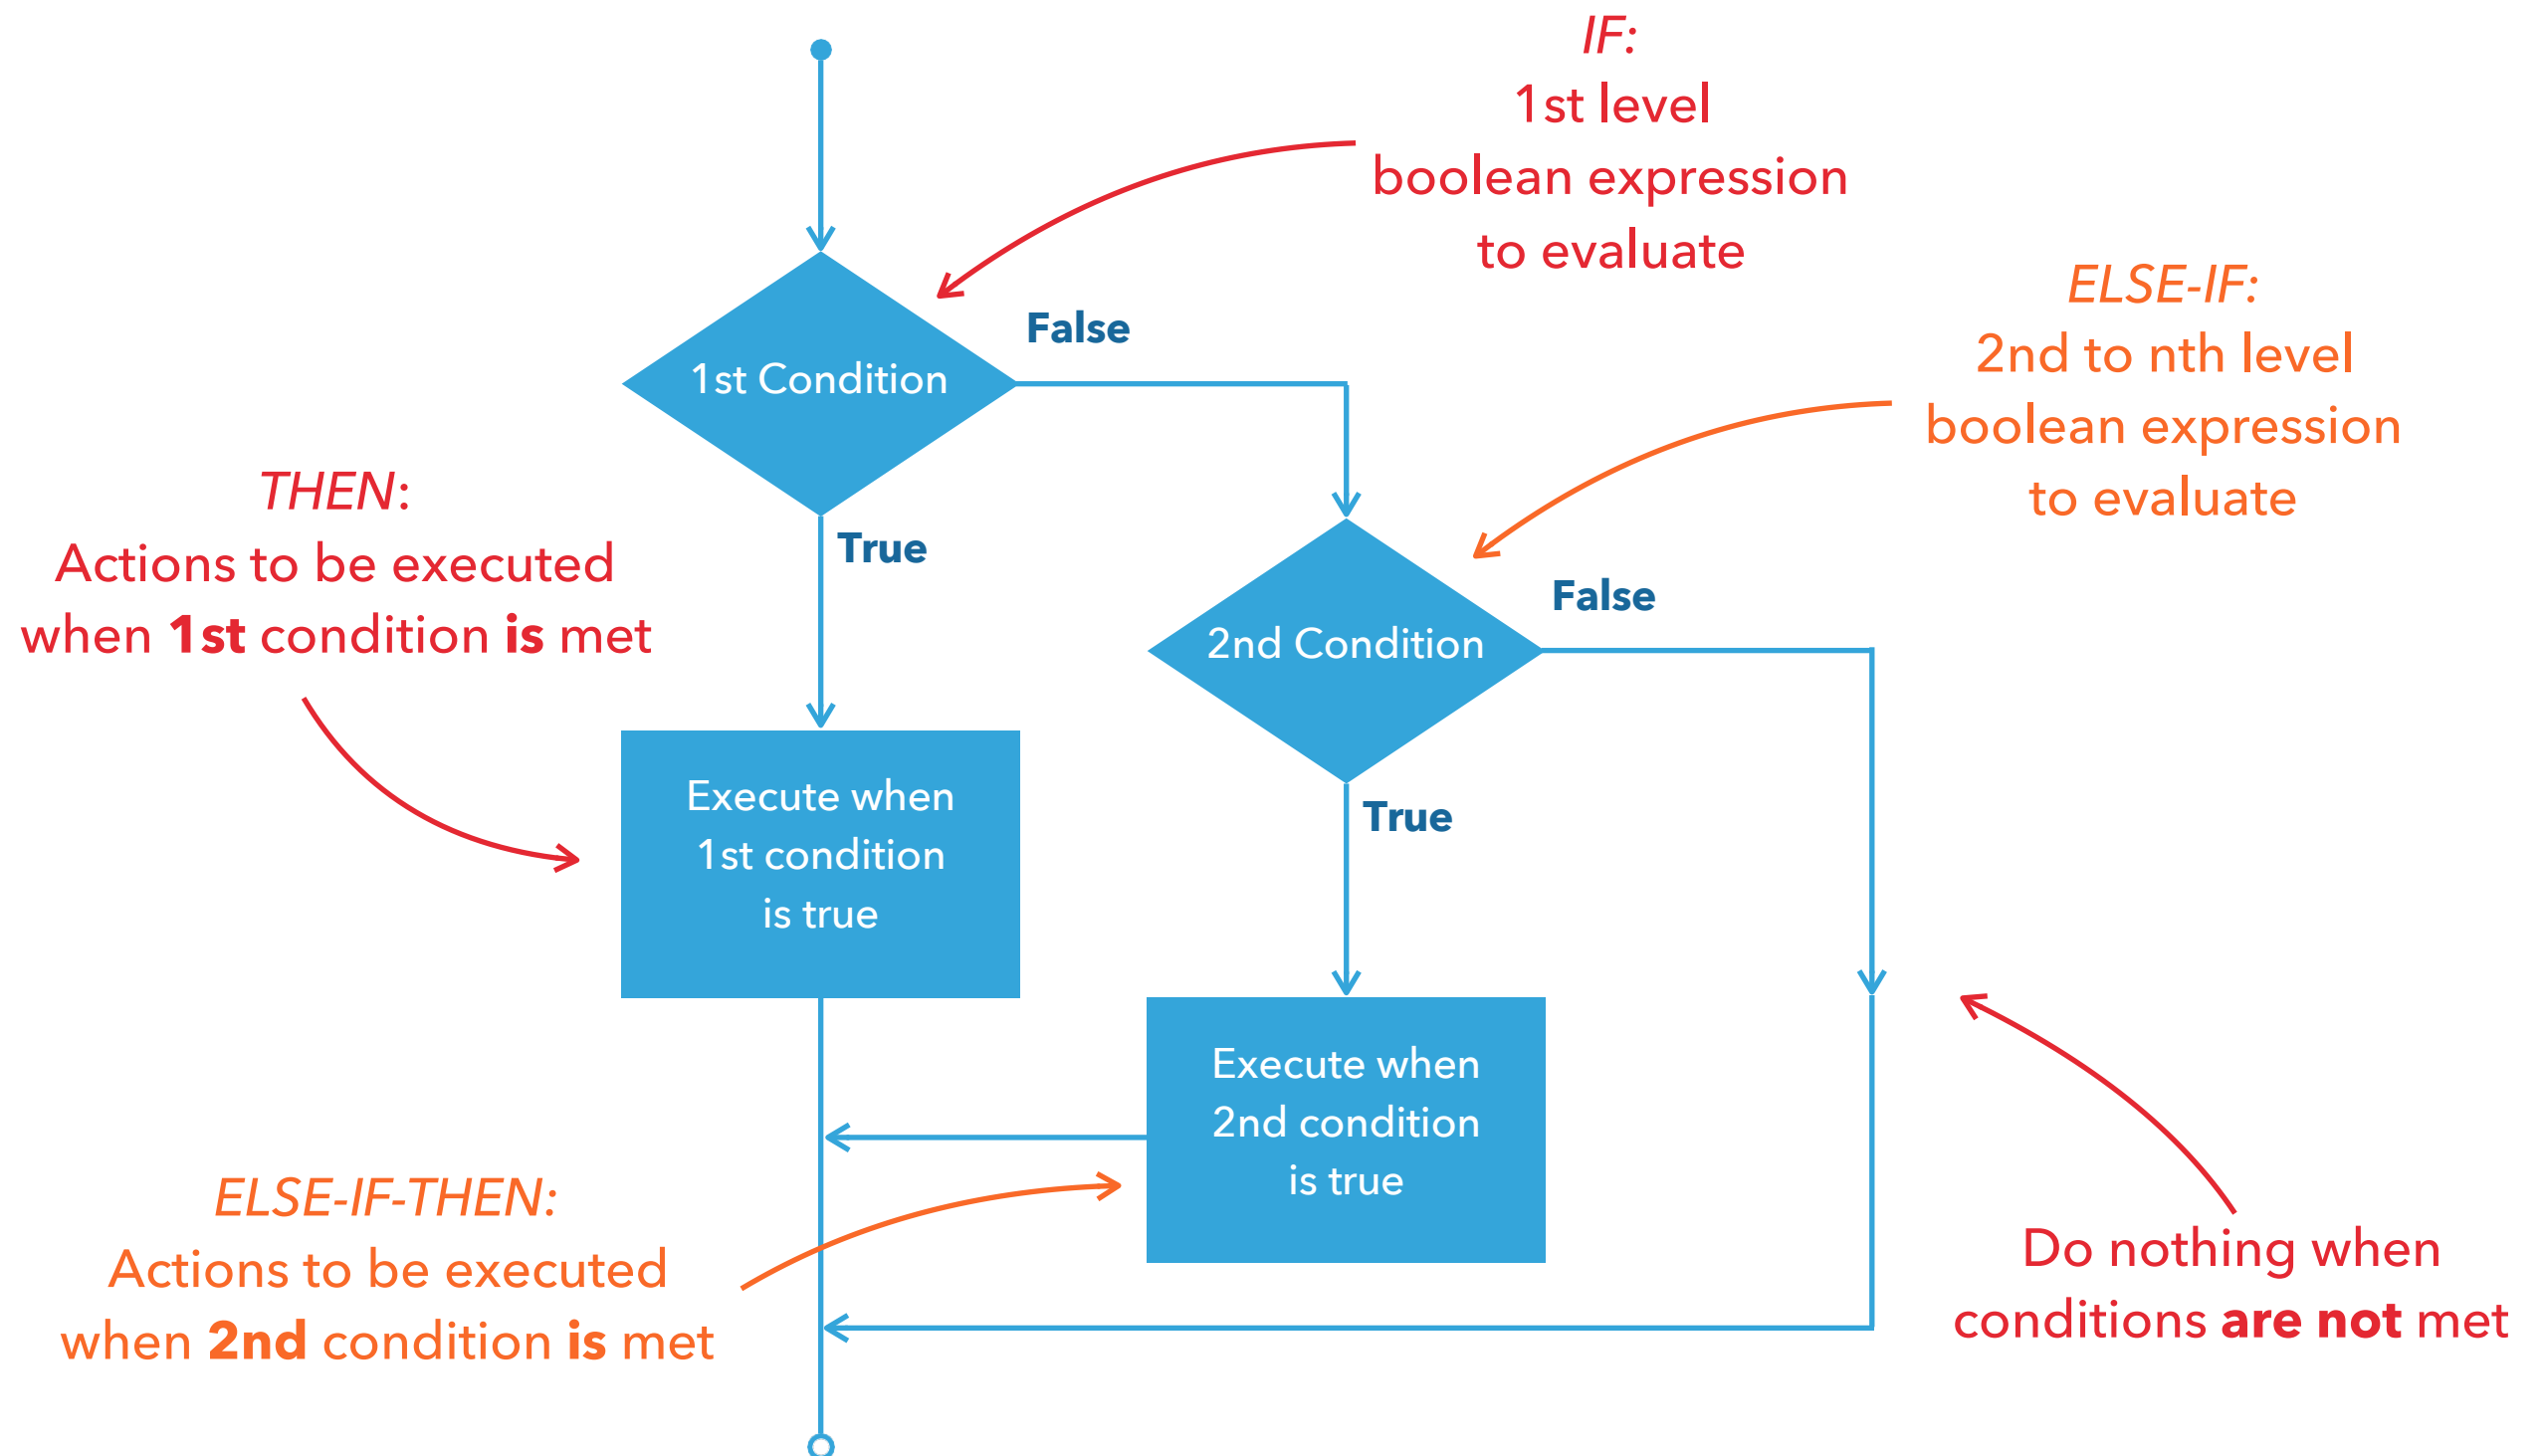 IF:
1st level
boolean expression
to evaluate
ELSE-IF:
2nd to nth level
boolean expression
to evaluate
False
1st Condition
THEN:
Actions to be executed
when 1st condition is met
True
False
2nd Condition
Execute when
1st condition
is true
True
Execute when
2nd condition
is true
ELSE-IF-THEN:
Actions to be executed
when 2nd condition is met
Do nothing when
conditions are not met